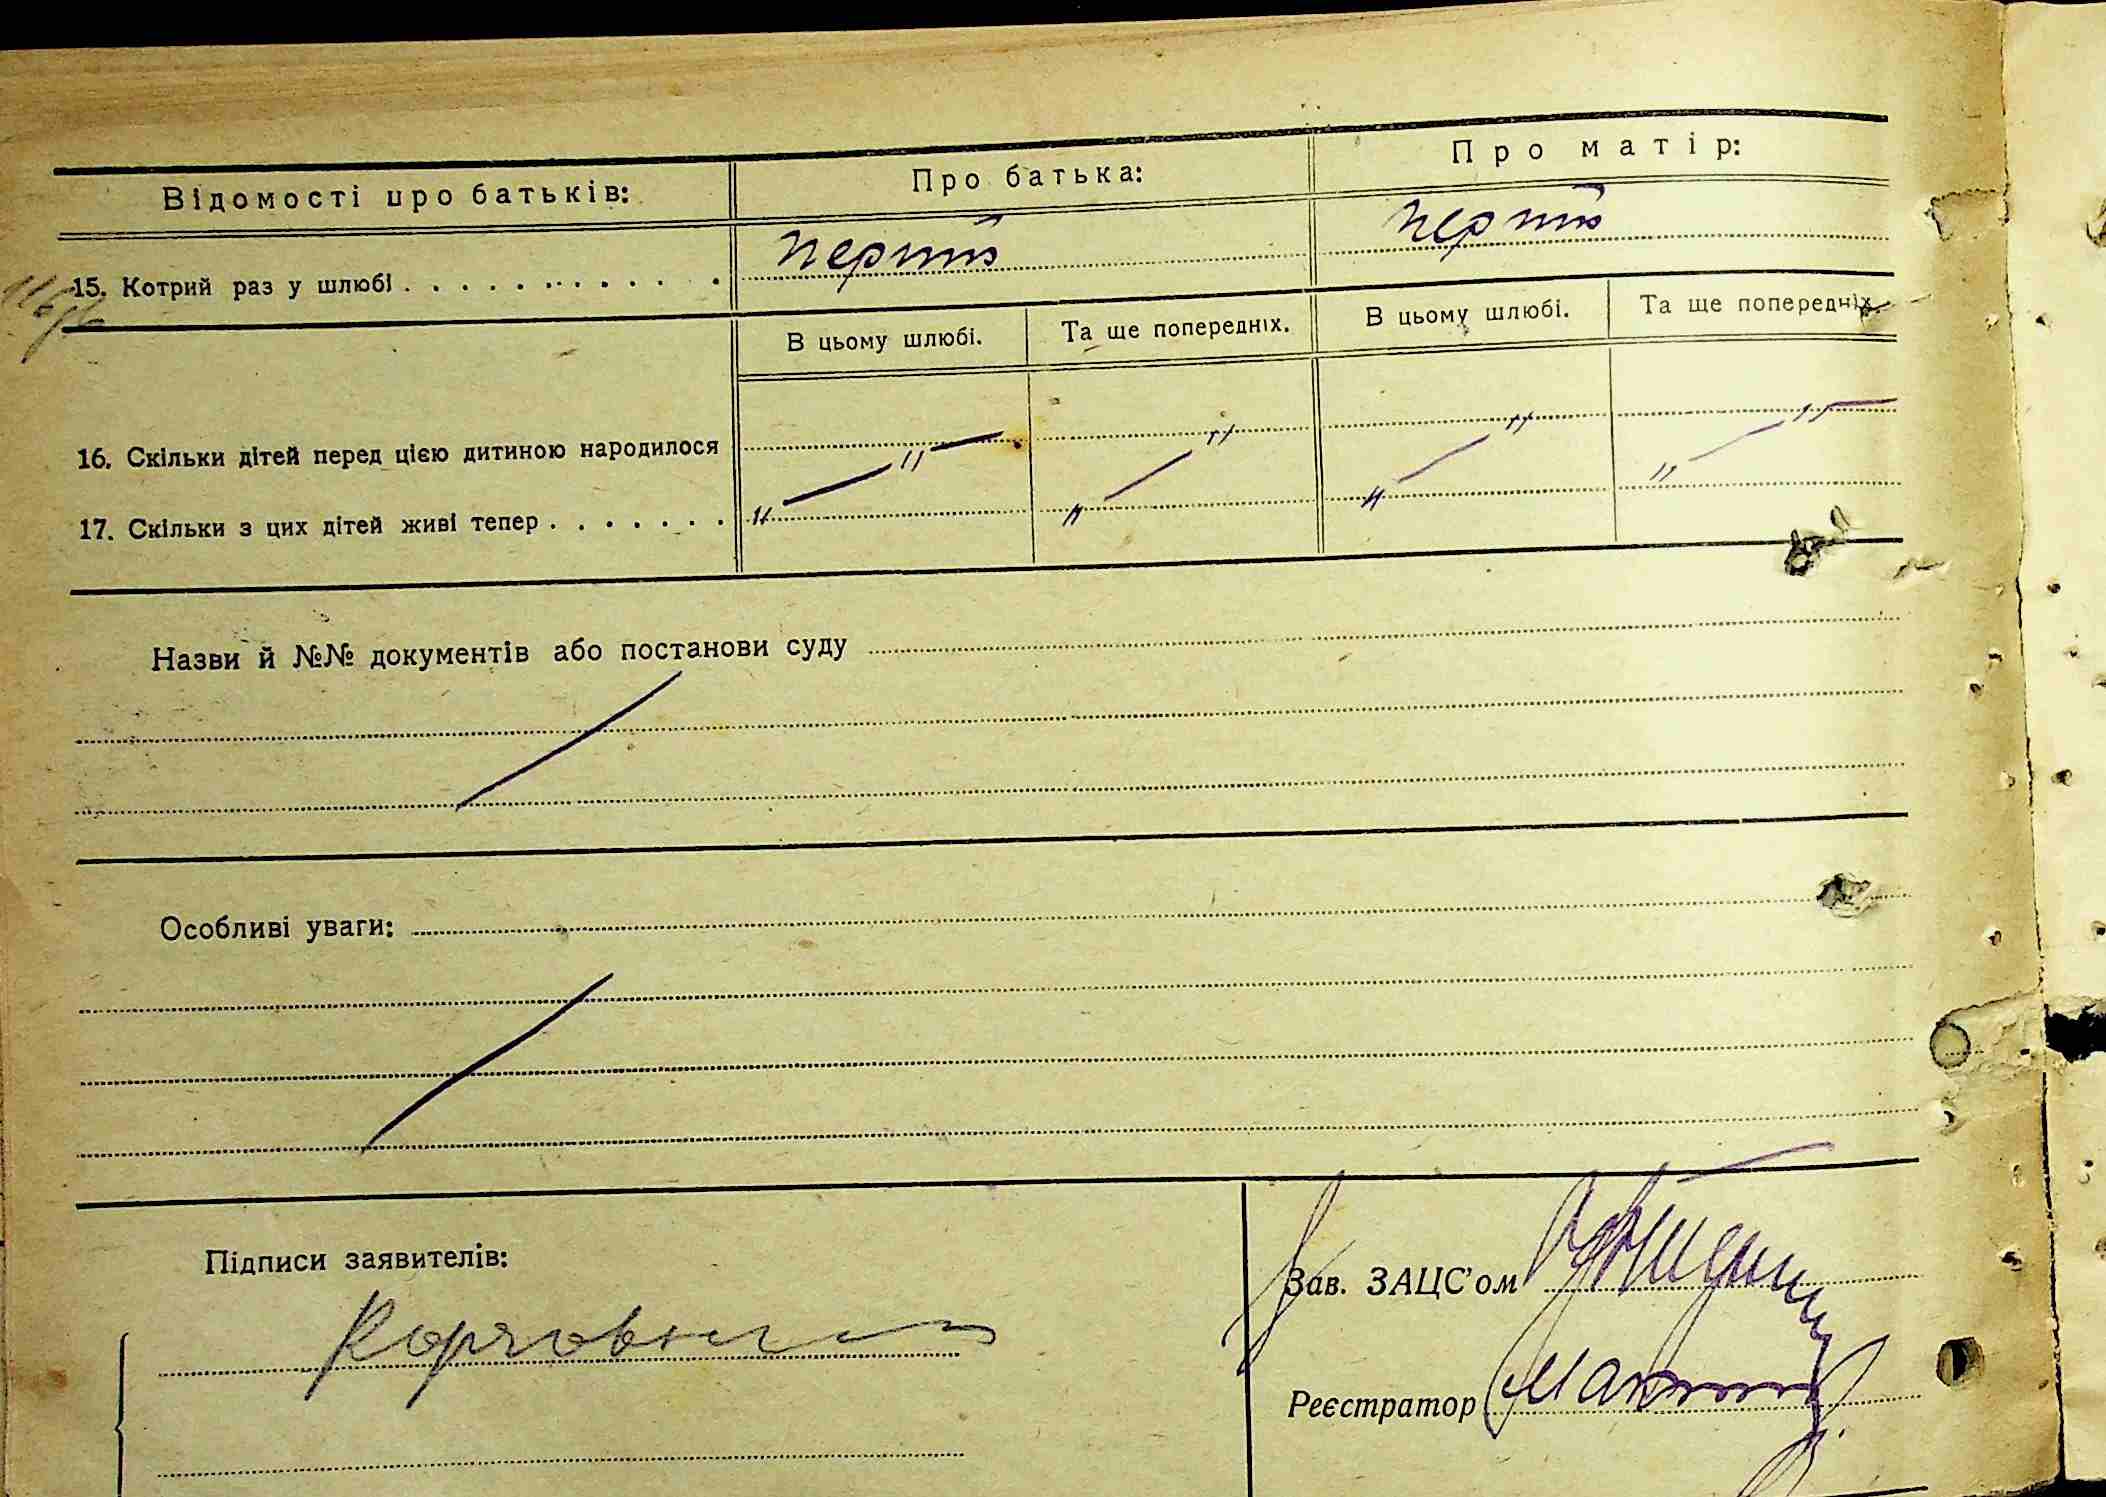 Відомості про батьків: Про батька: Про матір:
15. Котрий раз у шлюбі . . . . . . . . . . . перший перший
В цьому шлюбі. Та ще попередніх. В цьому шлюбі. Та ще попередніх.
16. Скільки дітей перед цією дитиною народилося
17. Скільки з цих дітей живі тепер . . . . . . .
Назви й №№ документів або постанови суду
Особливі уваги:
Підписи заявителів:
Зав. ЗАЦС'ом
Реєстратор